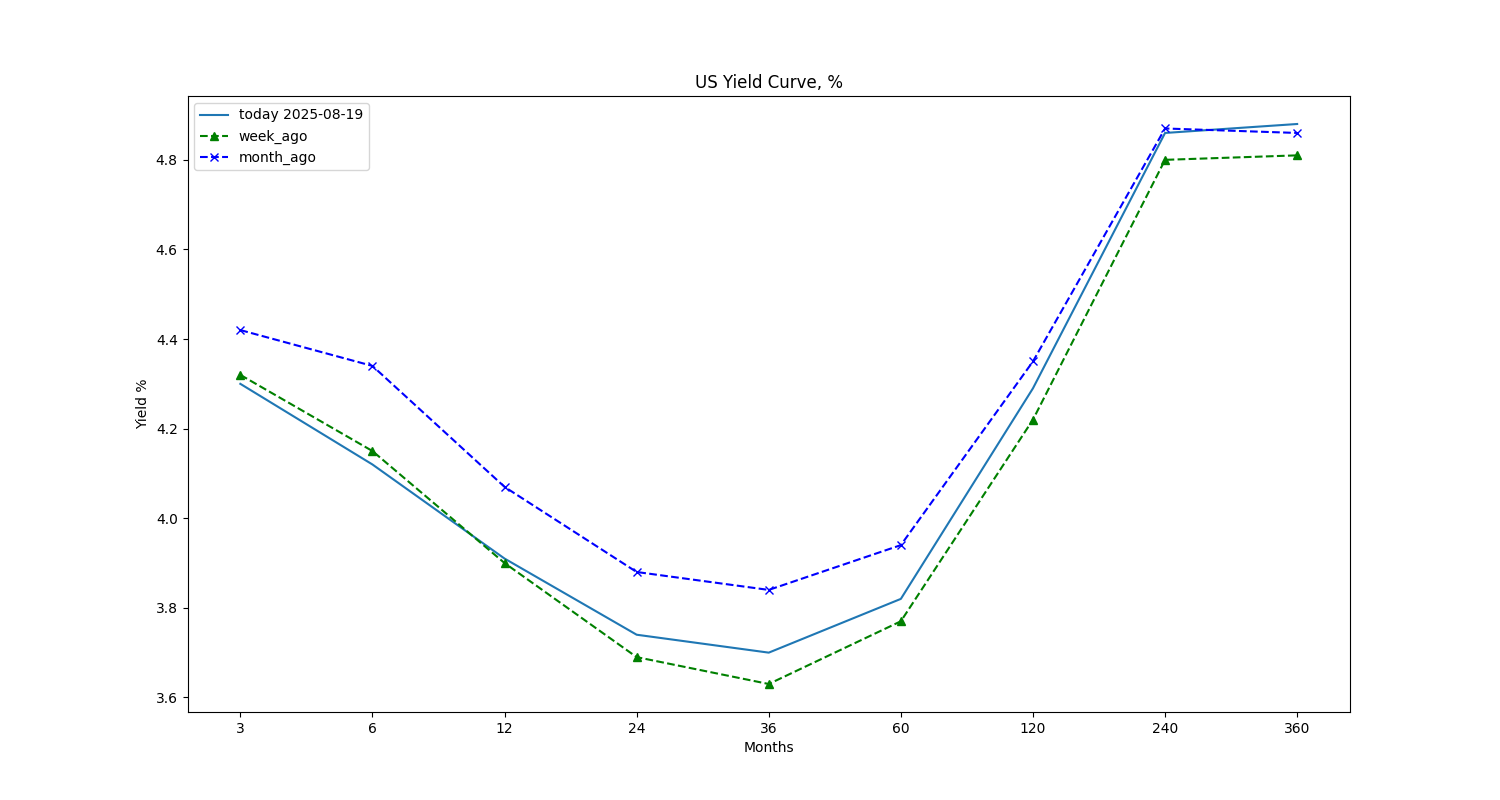 US Yield Curve, %
today 2025-08-19
week_ago
month_ago
4.8
4.6
4.4
4.2
4.0
3.8
3.6
Yield %
3 6 12 24 36 60 120 240 360
Months